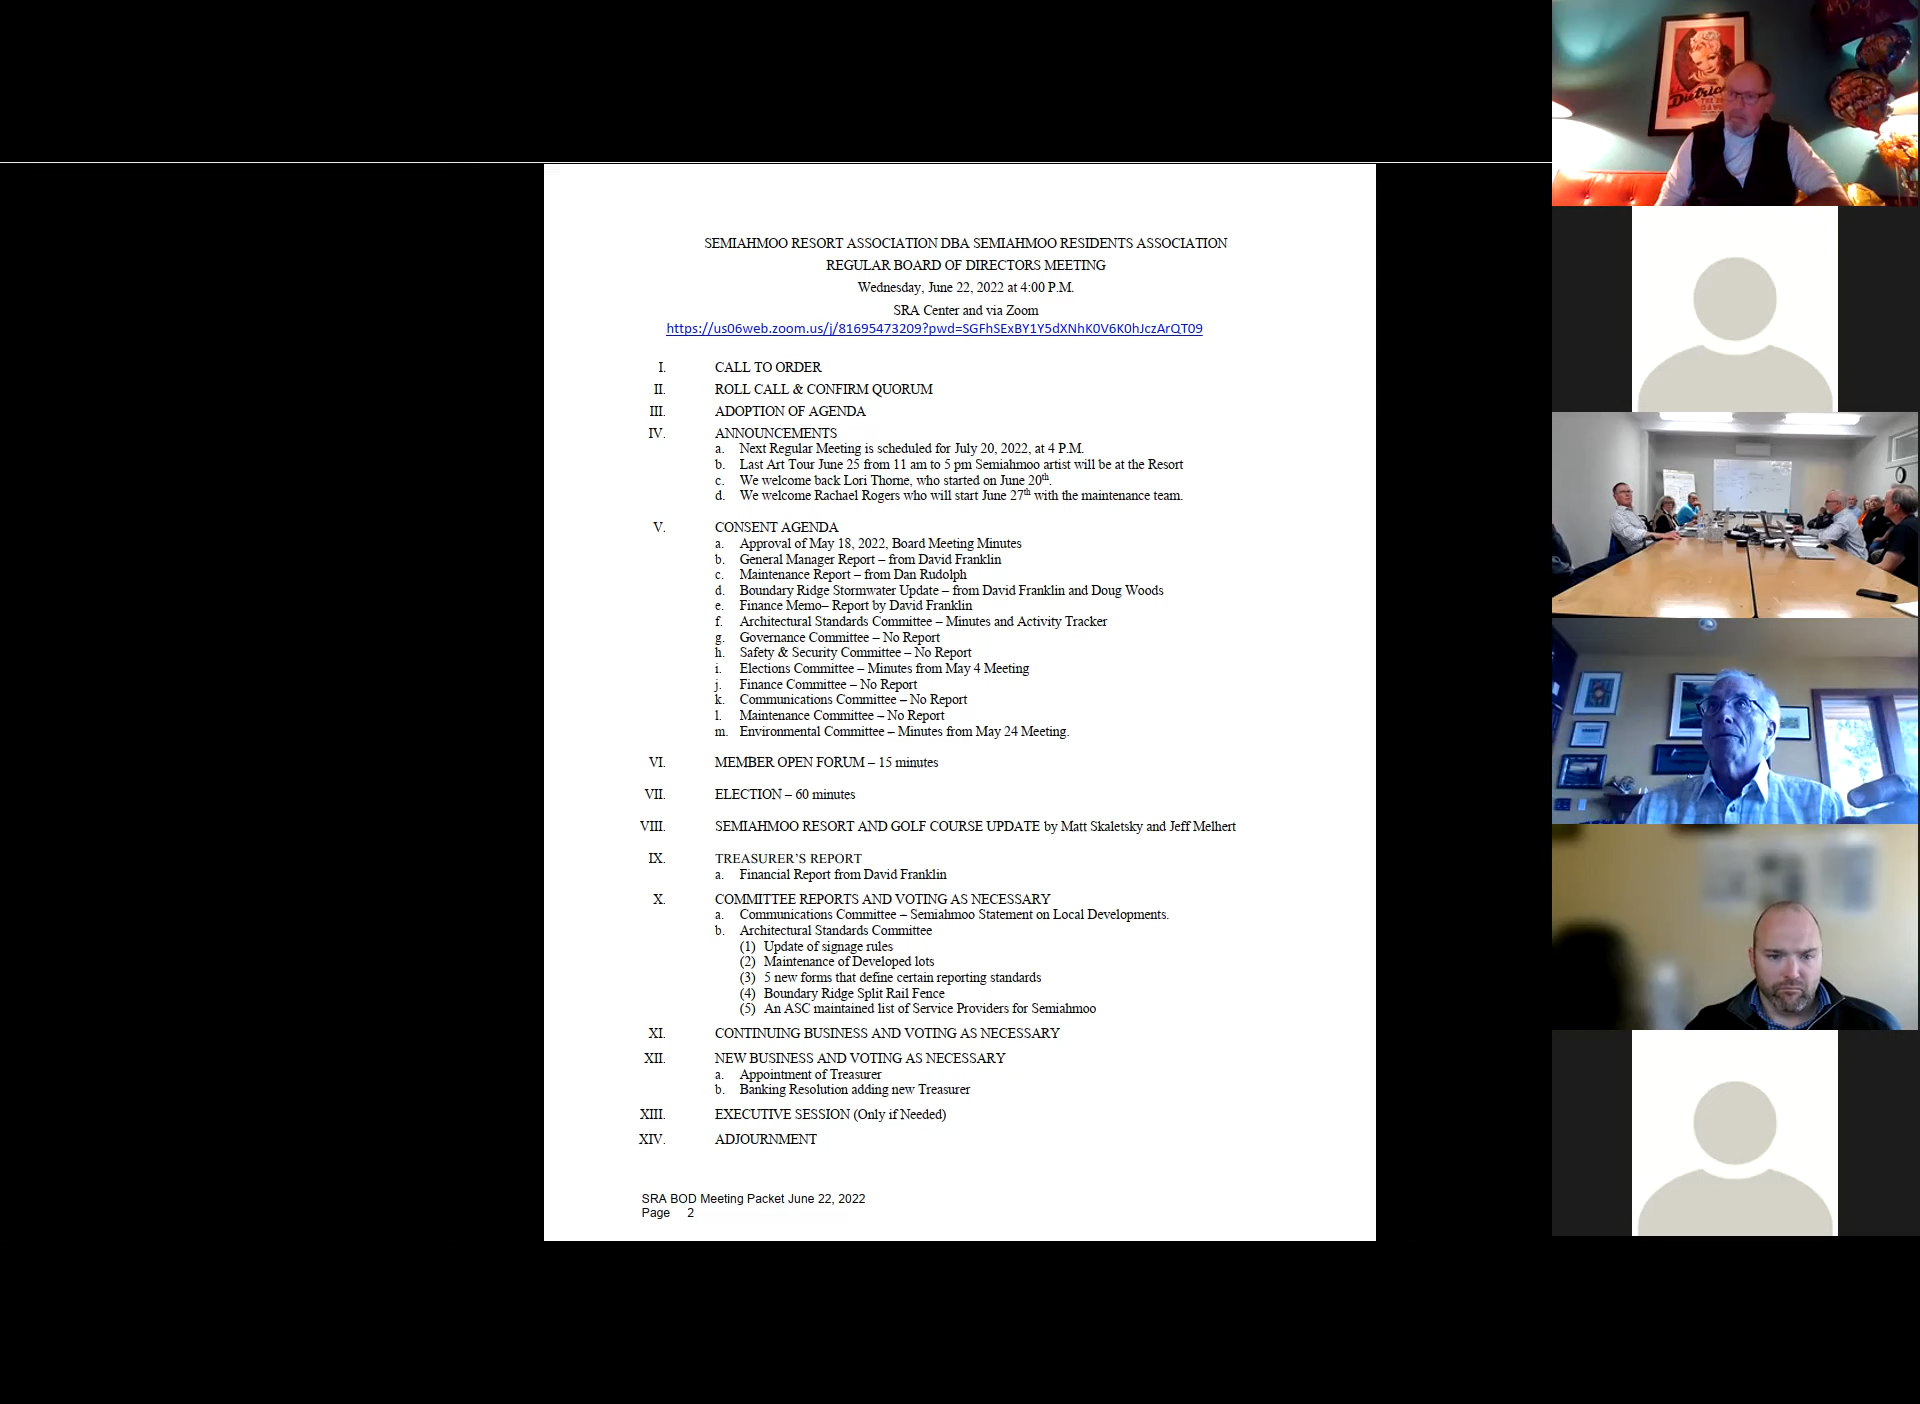 SEMIAHMOO RESORT ASSOCIATION DBA SEMIAHMOO RESIDENTS ASSOCIATION
REGULAR BOARD OF DIRECTORS MEETING
Wednesday, June 22, 2022 at 4:00 P.M.
SRA Center and via Zoom
https://us06web.zoom.us/j/81695473209?pwd=SGFhSExBY1Y5dXNhK0V6K0hJczArQT09
I. CALL TO ORDER
II. ROLL CALL & CONFIRM QUORUM
III. ADOPTION OF AGENDA
IV. ANNOUNCEMENTS
a. Next Regular Meeting is scheduled for July 20, 2022, at 4 P.M.
b. Last Art Tour June 25 from 11 am to 5 pm Semiahmoo artist will be at the Resort
c. We welcome back Lori Thorne, who started on June 20th.
d. We welcome Rachael Rogers who will start June 27th with the maintenance team.
V. CONSENT AGENDA
a. Approval of May 18, 2022, Board Meeting Minutes
b. General Manager Report – from David Franklin
c. Maintenance Report – from Dan Rudolph
d. Boundary Ridge Stormwater Update – from David Franklin and Doug Woods
e. Finance Memo– Report by David Franklin
f. Architectural Standards Committee – Minutes and Activity Tracker
g. Governance Committee – No Report
h. Safety & Security Committee – No Report
i. Elections Committee – Minutes from May 4 Meeting
j. Finance Committee – No Report
k. Communications Committee – No Report
l. Maintenance Committee – No Report
m. Environmental Committee – Minutes from May 24 Meeting.
VI. MEMBER OPEN FORUM – 15 minutes
VII. ELECTION – 60 minutes
VIII. SEMIAHMOO RESORT AND GOLF COURSE UPDATE by Matt Skaletsky and Jeff Melhert
IX. TREASURER'S REPORT
a. Financial Report from David Franklin
X. COMMITTEE REPORTS AND VOTING AS NECESSARY
a. Communications Committee – Semiahmoo Statement on Local Developments.
b. Architectural Standards Committee
(1) Update of signage rules
(2) Maintenance of Developed lots
(3) 5 new forms that define certain reporting standards
(4) Boundary Ridge Split Rail Fence
(5) An ASC maintained list of Service Providers for Semiahmoo
XI. CONTINUING BUSINESS AND VOTING AS NECESSARY
XII. NEW BUSINESS AND VOTING AS NECESSARY
a. Appointment of Treasurer
b. Banking Resolution adding new Treasurer
XIII. EXECUTIVE SESSION (Only if Needed)
XIV. ADJOURNMENT
SRA BOD Meeting Packet June 22, 2022
Page 2
Dietrich